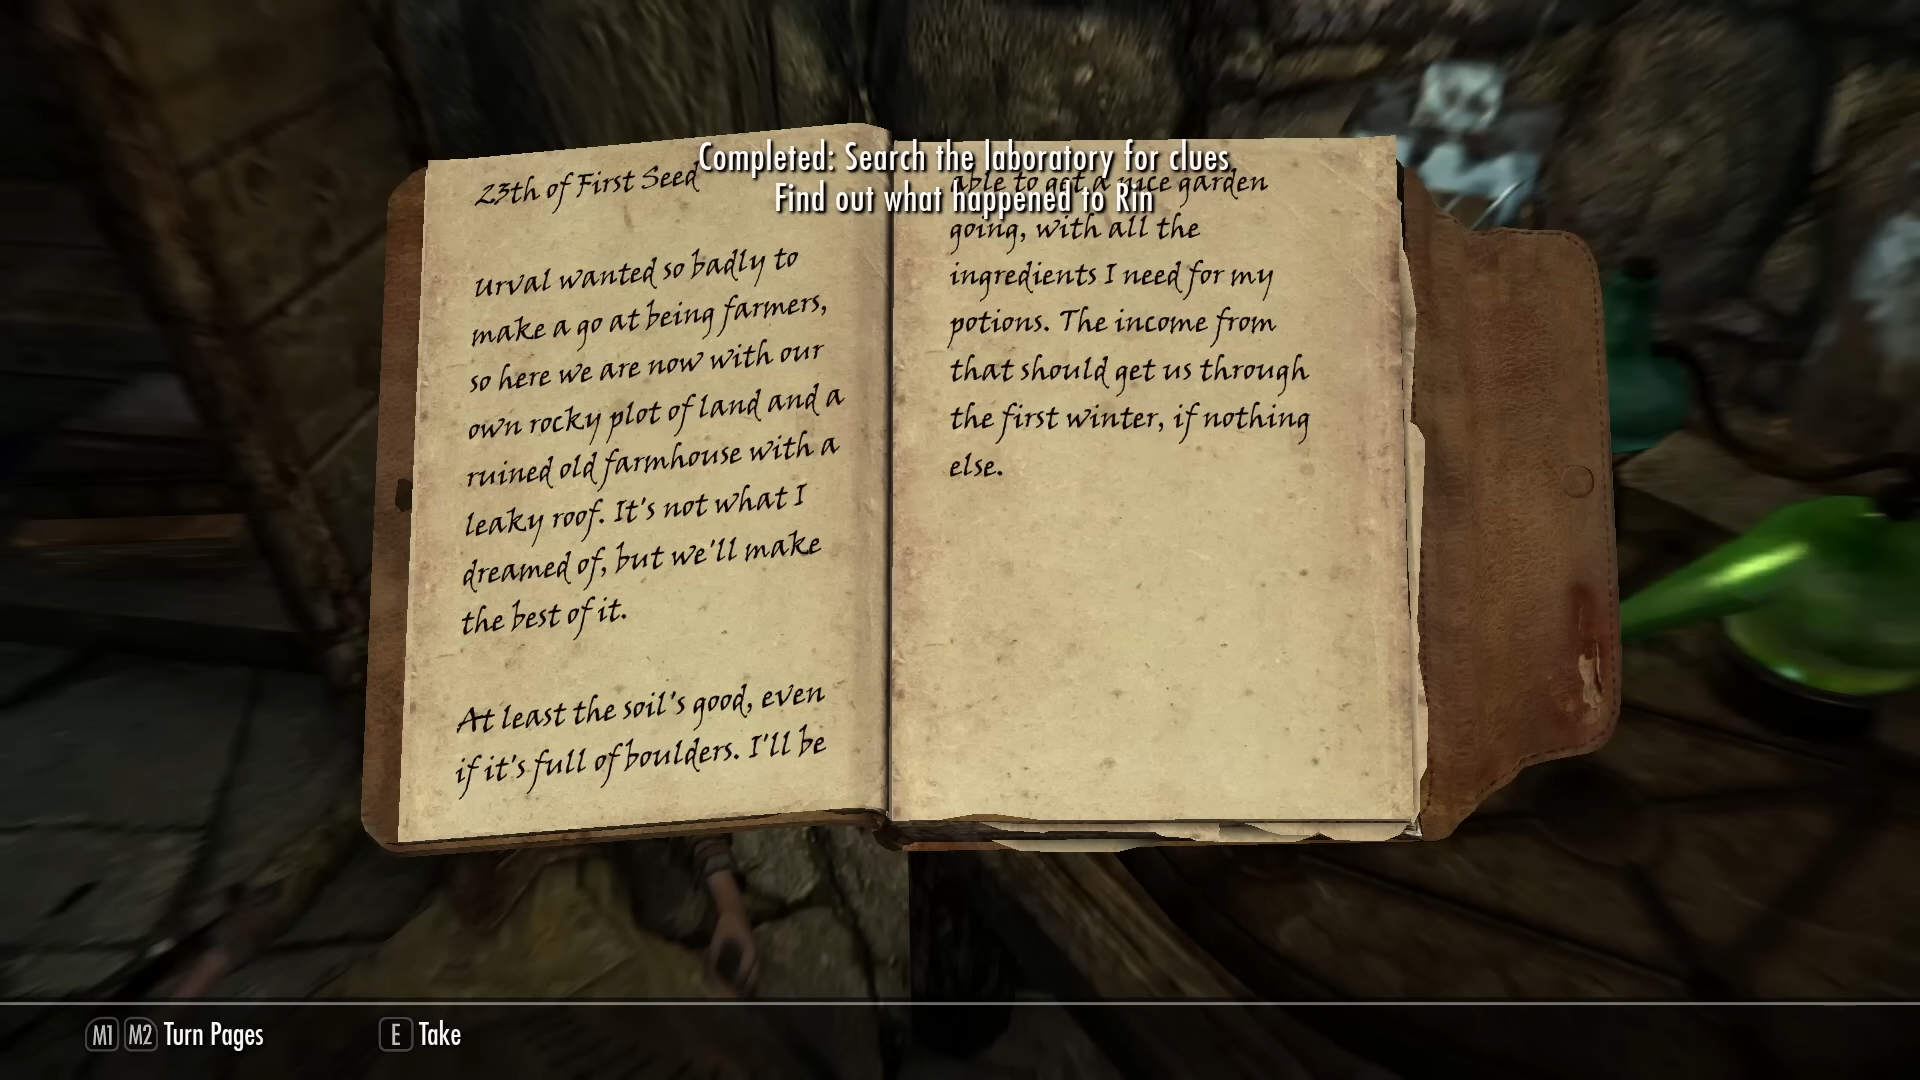 Completed: Search the laboratory for clues
Find out what happened to Rin
23th of First Seed
Urval wanted so badly to
make a go at being farmers,
so here we are now with our
own rocky plot of land and a
ruined old farmhouse with a
leaky roof. It's not what I
dreamed of, but we'll make
the best of it.
At least the soil's good, even
if it's full of boulders. I'll be
able to get a nice garden
going, with all the
ingredients I need for my
potions. The income from
that should get us through
the first winter, if nothing
else.
M1 M2 Turn Pages
E Take